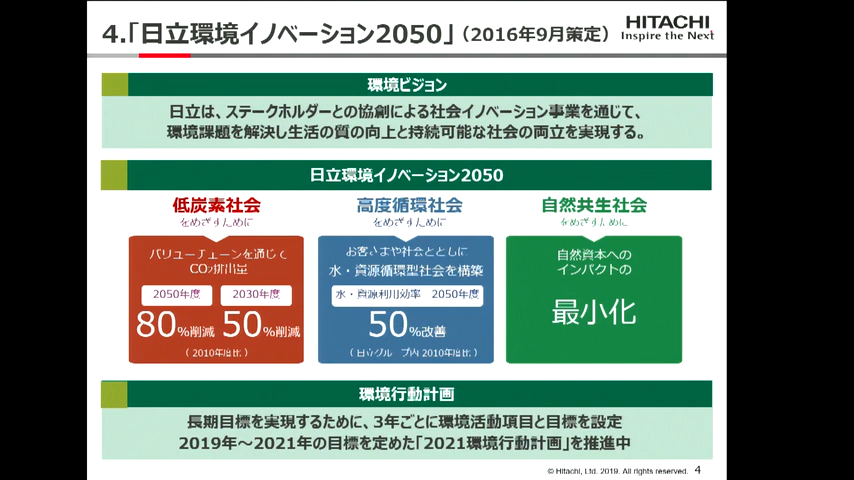 4.「日立環境イノベーション2050」(2016年9月策定)
HITACHI
Inspire the Next
環境ビジョン
日立は、ステークホルダーとの協創による社会イノベーション事業を通じて、
環境課題を解決し生活の質の向上と持続可能な社会の両立を実現する。
日立環境イノベーション2050
低炭素社会
をめざすために
バリューチェーンを通じて
CO2排出量
2050年度 2030年度
80%削減 50%削減
(2010年度比)
高度循環社会
をめざすために
お客さまや社会とともに
水・資源循環型社会を構築
水・資源利用効率 2050年度
50%改善
(日立グループ内 2010年度比)
自然共生社会
をめざすために
自然資本への
インパクトの
最小化
環境行動計画
長期目標を実現するために、3年ごとに環境活動項目と目標を設定
2019年～2021年の目標を定めた「2021環境行動計画」を推進中
© Hitachi, Ltd. 2019. All rights reserved. 4